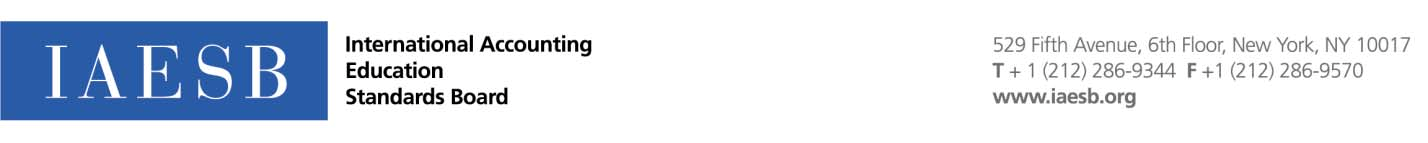 IAESB
International Accounting
Education
Standards Board
529 Fifth Avenue, 6th Floor, New York, NY 10017
T + 1 (212) 286-9344 F +1 (212) 286-9570
www.iaesb.org